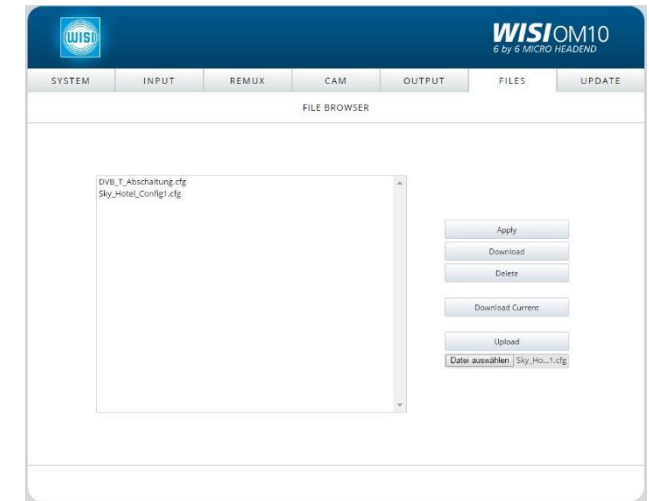 WISI
WISI OM10
6 by 6 MICRO HEADEND
SYSTEM INPUT REMUX CAM OUTPUT FILES UPDATE
FILE BROWSER
DVB_T_Abschaltung.cfg
Sky_Hotel_Config1.cfg
Apply
Download
Delete
Download Current
Upload
Datei auswählen Sky_Ho...1.cfg